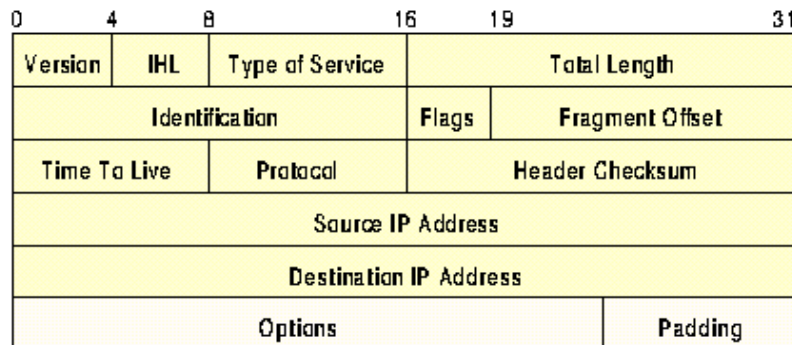 0 4 8 16 19 31
Version IHL Type of Service Total Length
Identification Flags Fragment Offset
Time To Live Protocol Header Checksum
Source IP Address
Destination IP Address
Options Padding